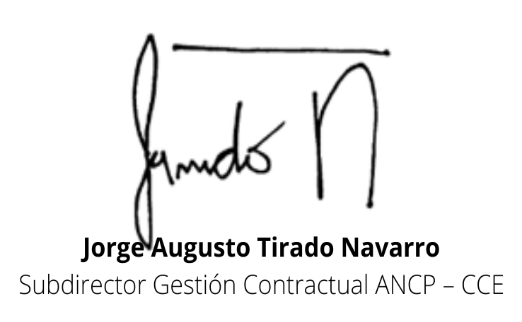 Jorge Augusto Tirado Navarro
Subdirector Gestión Contractual ANCP – CCE